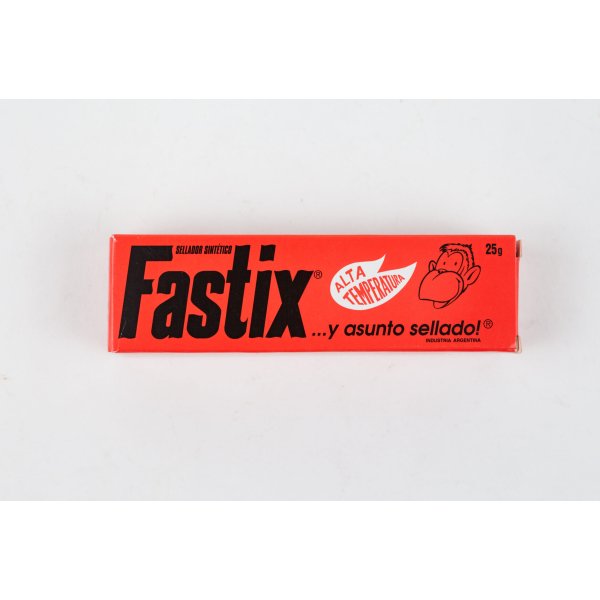 SELLADOR SINTÉTICO
Fastix®
ALTA
TEMPERATURA
25g
...y asunto sellado!®
INDUSTRIA ARGENTINA